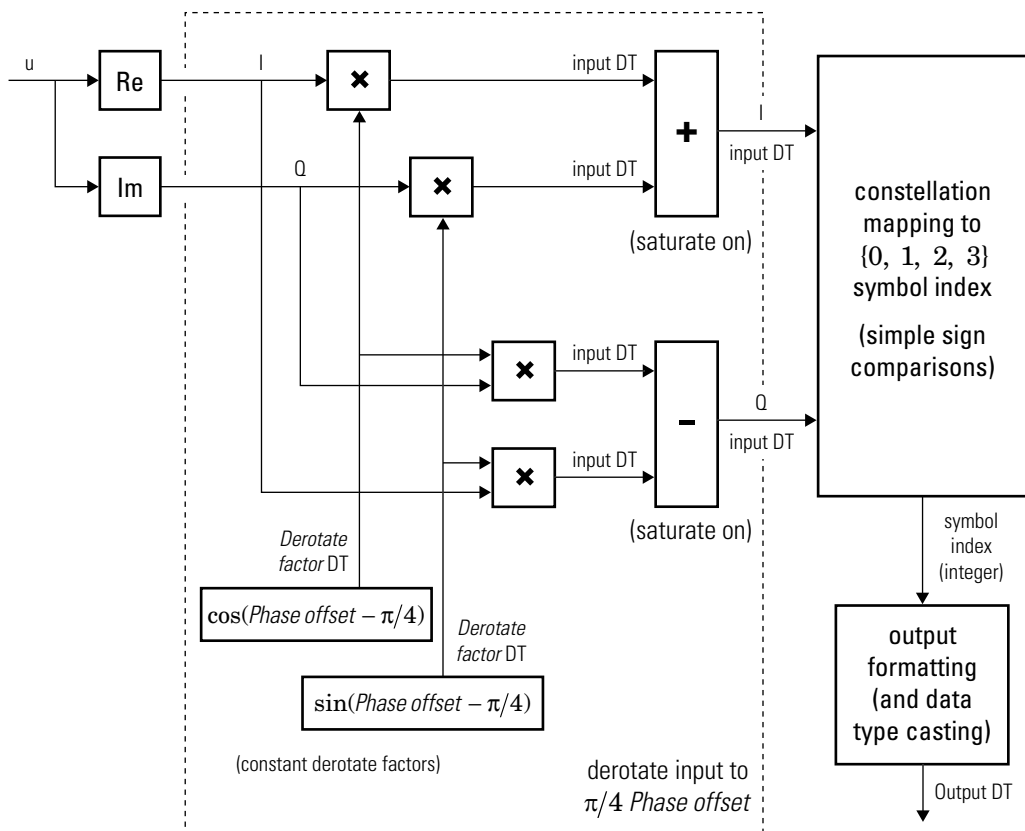 u
Re
I
×
input DT
+
I
input DT
Im
Q
×
input DT
(saturate on)
constellation
mapping to
{0, 1, 2, 3}
symbol index
(simple sign
comparisons)
×
input DT
-
Q
input DT
×
input DT
(saturate on)
Derotate
factor DT
cos(Phase offset − π/4)
Derotate
factor DT
sin(Phase offset − π/4)
(constant derotate factors)
derotate input to
π/4 Phase offset
symbol
index
(integer)
output
formatting
(and data
type casting)
Output DT